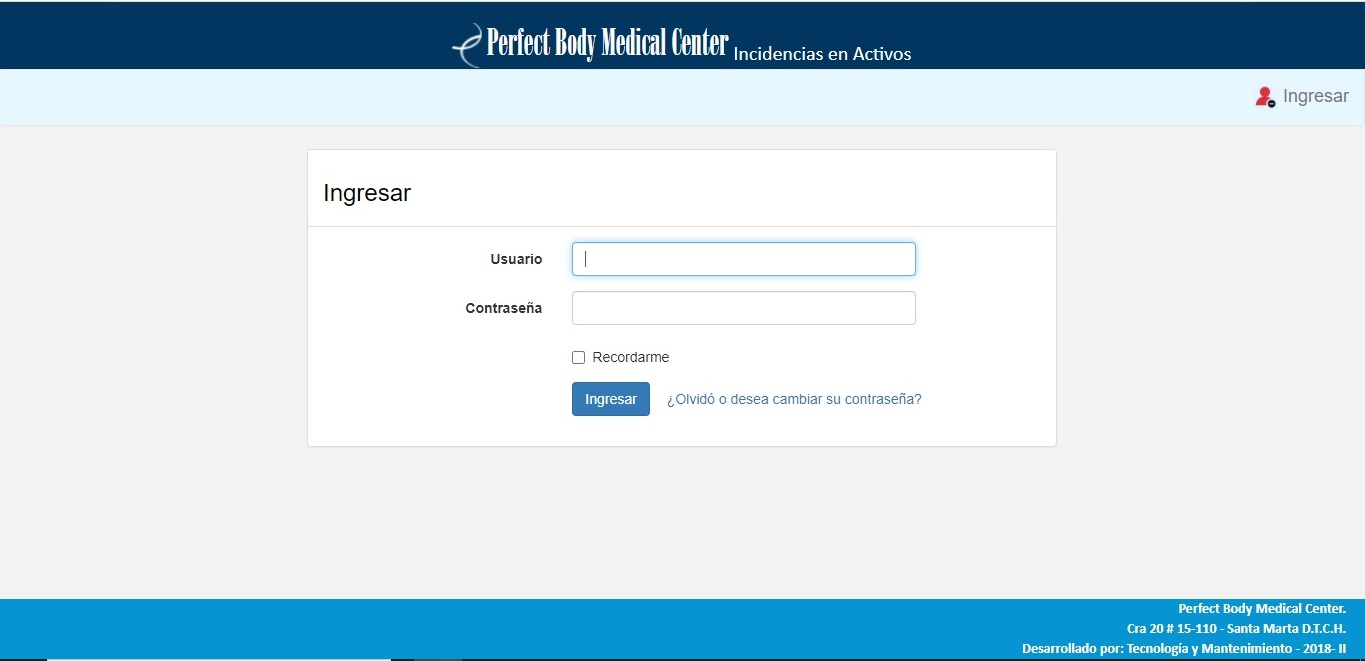 Perfect Body Medical Center Incidencias en Activos
Ingresar
Ingresar
Usuario
Contraseña
Recordarme
Ingresar ¿Olvidó o desea cambiar su contraseña?
Perfect Body Medical Center.
Cra 20 # 15-110 - Santa Marta D.T.C.H.
Desarrollado por: Tecnología y Mantenimiento - 2018- II